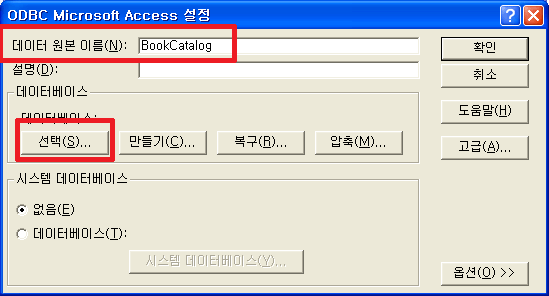 ODBC Microsoft Access 설정
데이터 원본 이름(N): BookCatalog
확인
설명(D):
취소
데이터베이스
데이터베이스:
선택(S)... 만들기(C)... 복구(R)... 압축(M)...
도움말(H)
고급(A)...
시스템 데이터베이스
없음(E)
데이터베이스(T):
시스템 데이터베이스(Y)...
옵션(O) >>